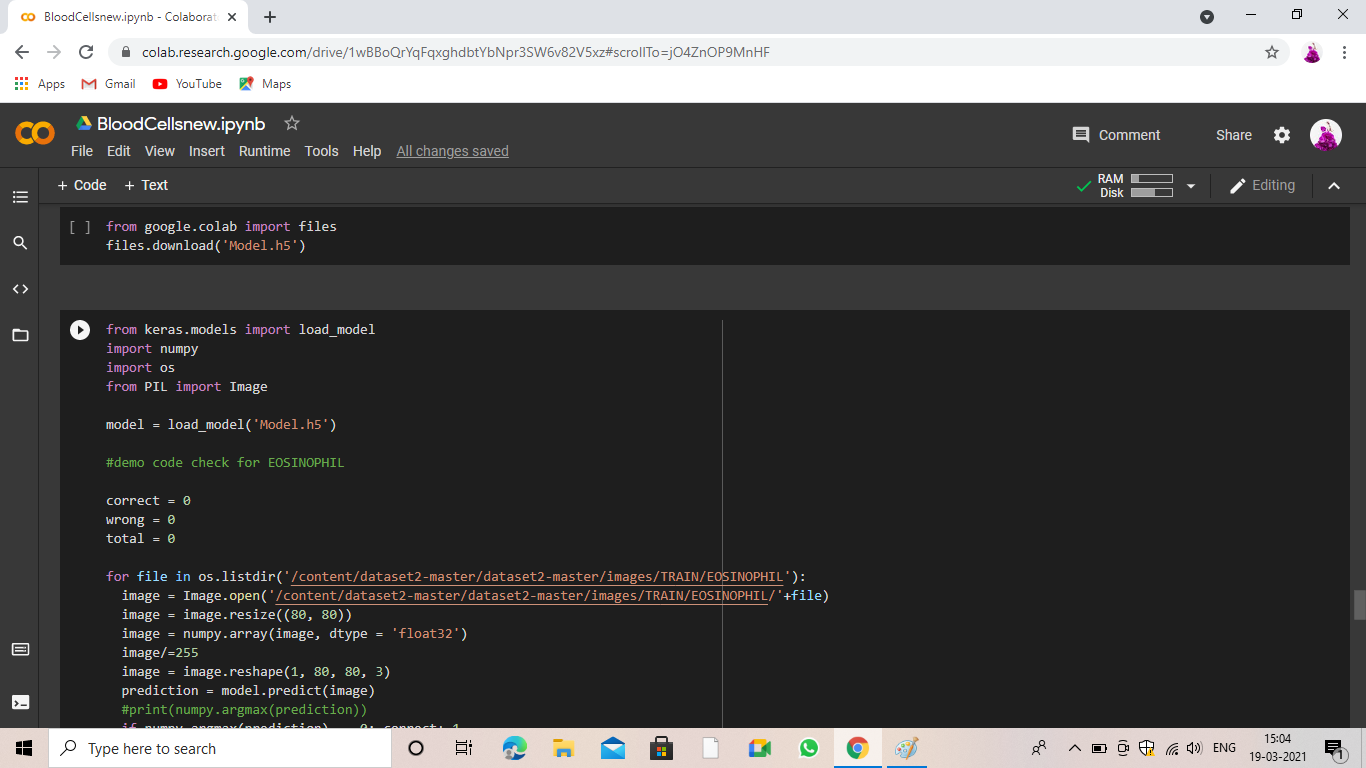 BloodCellsnew.ipynb - Colaborat
colab.research.google.com/drive/1wBBoQrYqFqxghdbtYbNpr3SW6v82V5xz#scrollTo=jO4ZnOP9MnHF
Apps Gmail YouTube Maps
BloodCellsnew.ipynb
Comment Share
File Edit View Insert Runtime Tools Help All changes saved
+ Code + Text
RAM
Disk
Editing
[ ] from google.colab import files
files.download('Model.h5')
from keras.models import load_model
import numpy
import os
from PIL import Image
model = load_model('Model.h5')
#demo code check for EOSINOPHIL
correct = 0
wrong = 0
total = 0
for file in os.listdir('/content/dataset2-master/dataset2-master/images/TRAIN/EOSINOPHIL'):
image = Image.open('/content/dataset2-master/dataset2-master/images/TRAIN/EOSINOPHIL/'+file)
image = image.resize((80, 80))
image = numpy.array(image, dtype = 'float32')
image/=255
image = image.reshape(1, 80, 80, 3)
prediction = model.predict(image)
#print(numpy.argmax(prediction))
Type here to search
ENG
15:04
19-03-2021
1